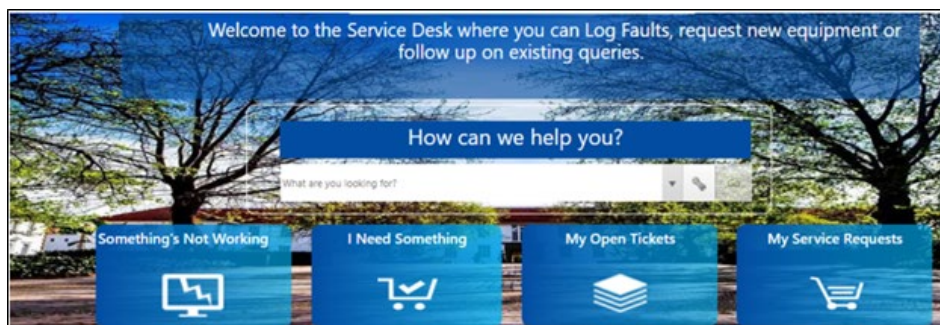 Welcome to the Service Desk where you can Log Faults, request new equipment or
follow up on existing queries.
How can we help you?
What are you looking for?
Go
Something's Not Working
I Need Something
My Open Tickets
My Service Requests